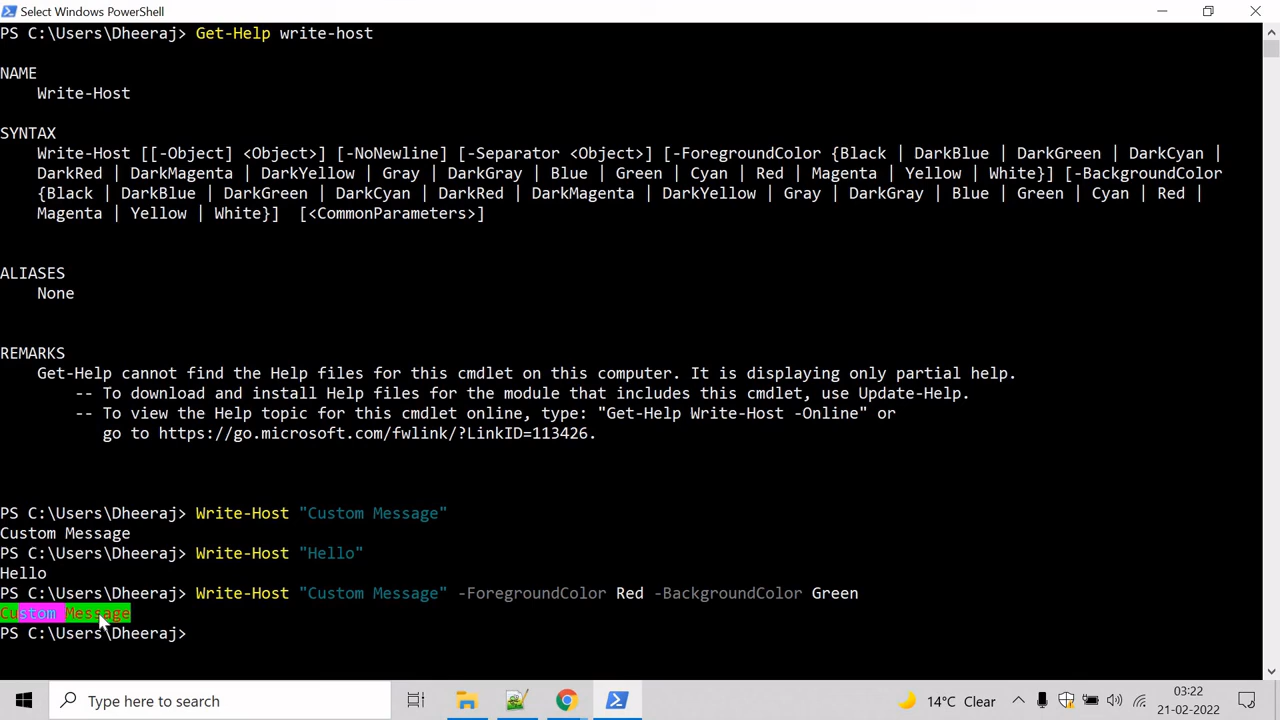 Select Windows PowerShell
PS C:\Users\Dheeraj> Get-Help write-host
NAME
Write-Host
SYNTAX
Write-Host [[-Object] <Object>] [-NoNewline] [-Separator <Object>] [-ForegroundColor {Black | DarkBlue | DarkGreen | DarkCyan |
DarkRed | DarkMagenta | DarkYellow | Gray | DarkGray | Blue | Green | Cyan | Red | Magenta | Yellow | White}] [-BackgroundColor
{Black | DarkBlue | DarkGreen | DarkCyan | DarkRed | DarkMagenta | DarkYellow | Gray | DarkGray | Blue | Green | Cyan | Red |
Magenta | Yellow | White}]  [<CommonParameters>]
ALIASES
None
REMARKS
Get-Help cannot find the Help files for this cmdlet on this computer. It is displaying only partial help.
-- To download and install Help files for the module that includes this cmdlet, use Update-Help.
-- To view the Help topic for this cmdlet online, type: "Get-Help Write-Host -Online" or
go to https://go.microsoft.com/fwlink/?LinkID=113426.
PS C:\Users\Dheeraj> Write-Host "Custom Message"
Custom Message
PS C:\Users\Dheeraj> Write-Host "Hello"
Hello
PS C:\Users\Dheeraj> Write-Host "Custom Message" -ForegroundColor Red -BackgroundColor Green
Custom Message
PS C:\Users\Dheeraj>
Type here to search
14°C Clear
03:22
21-02-2022